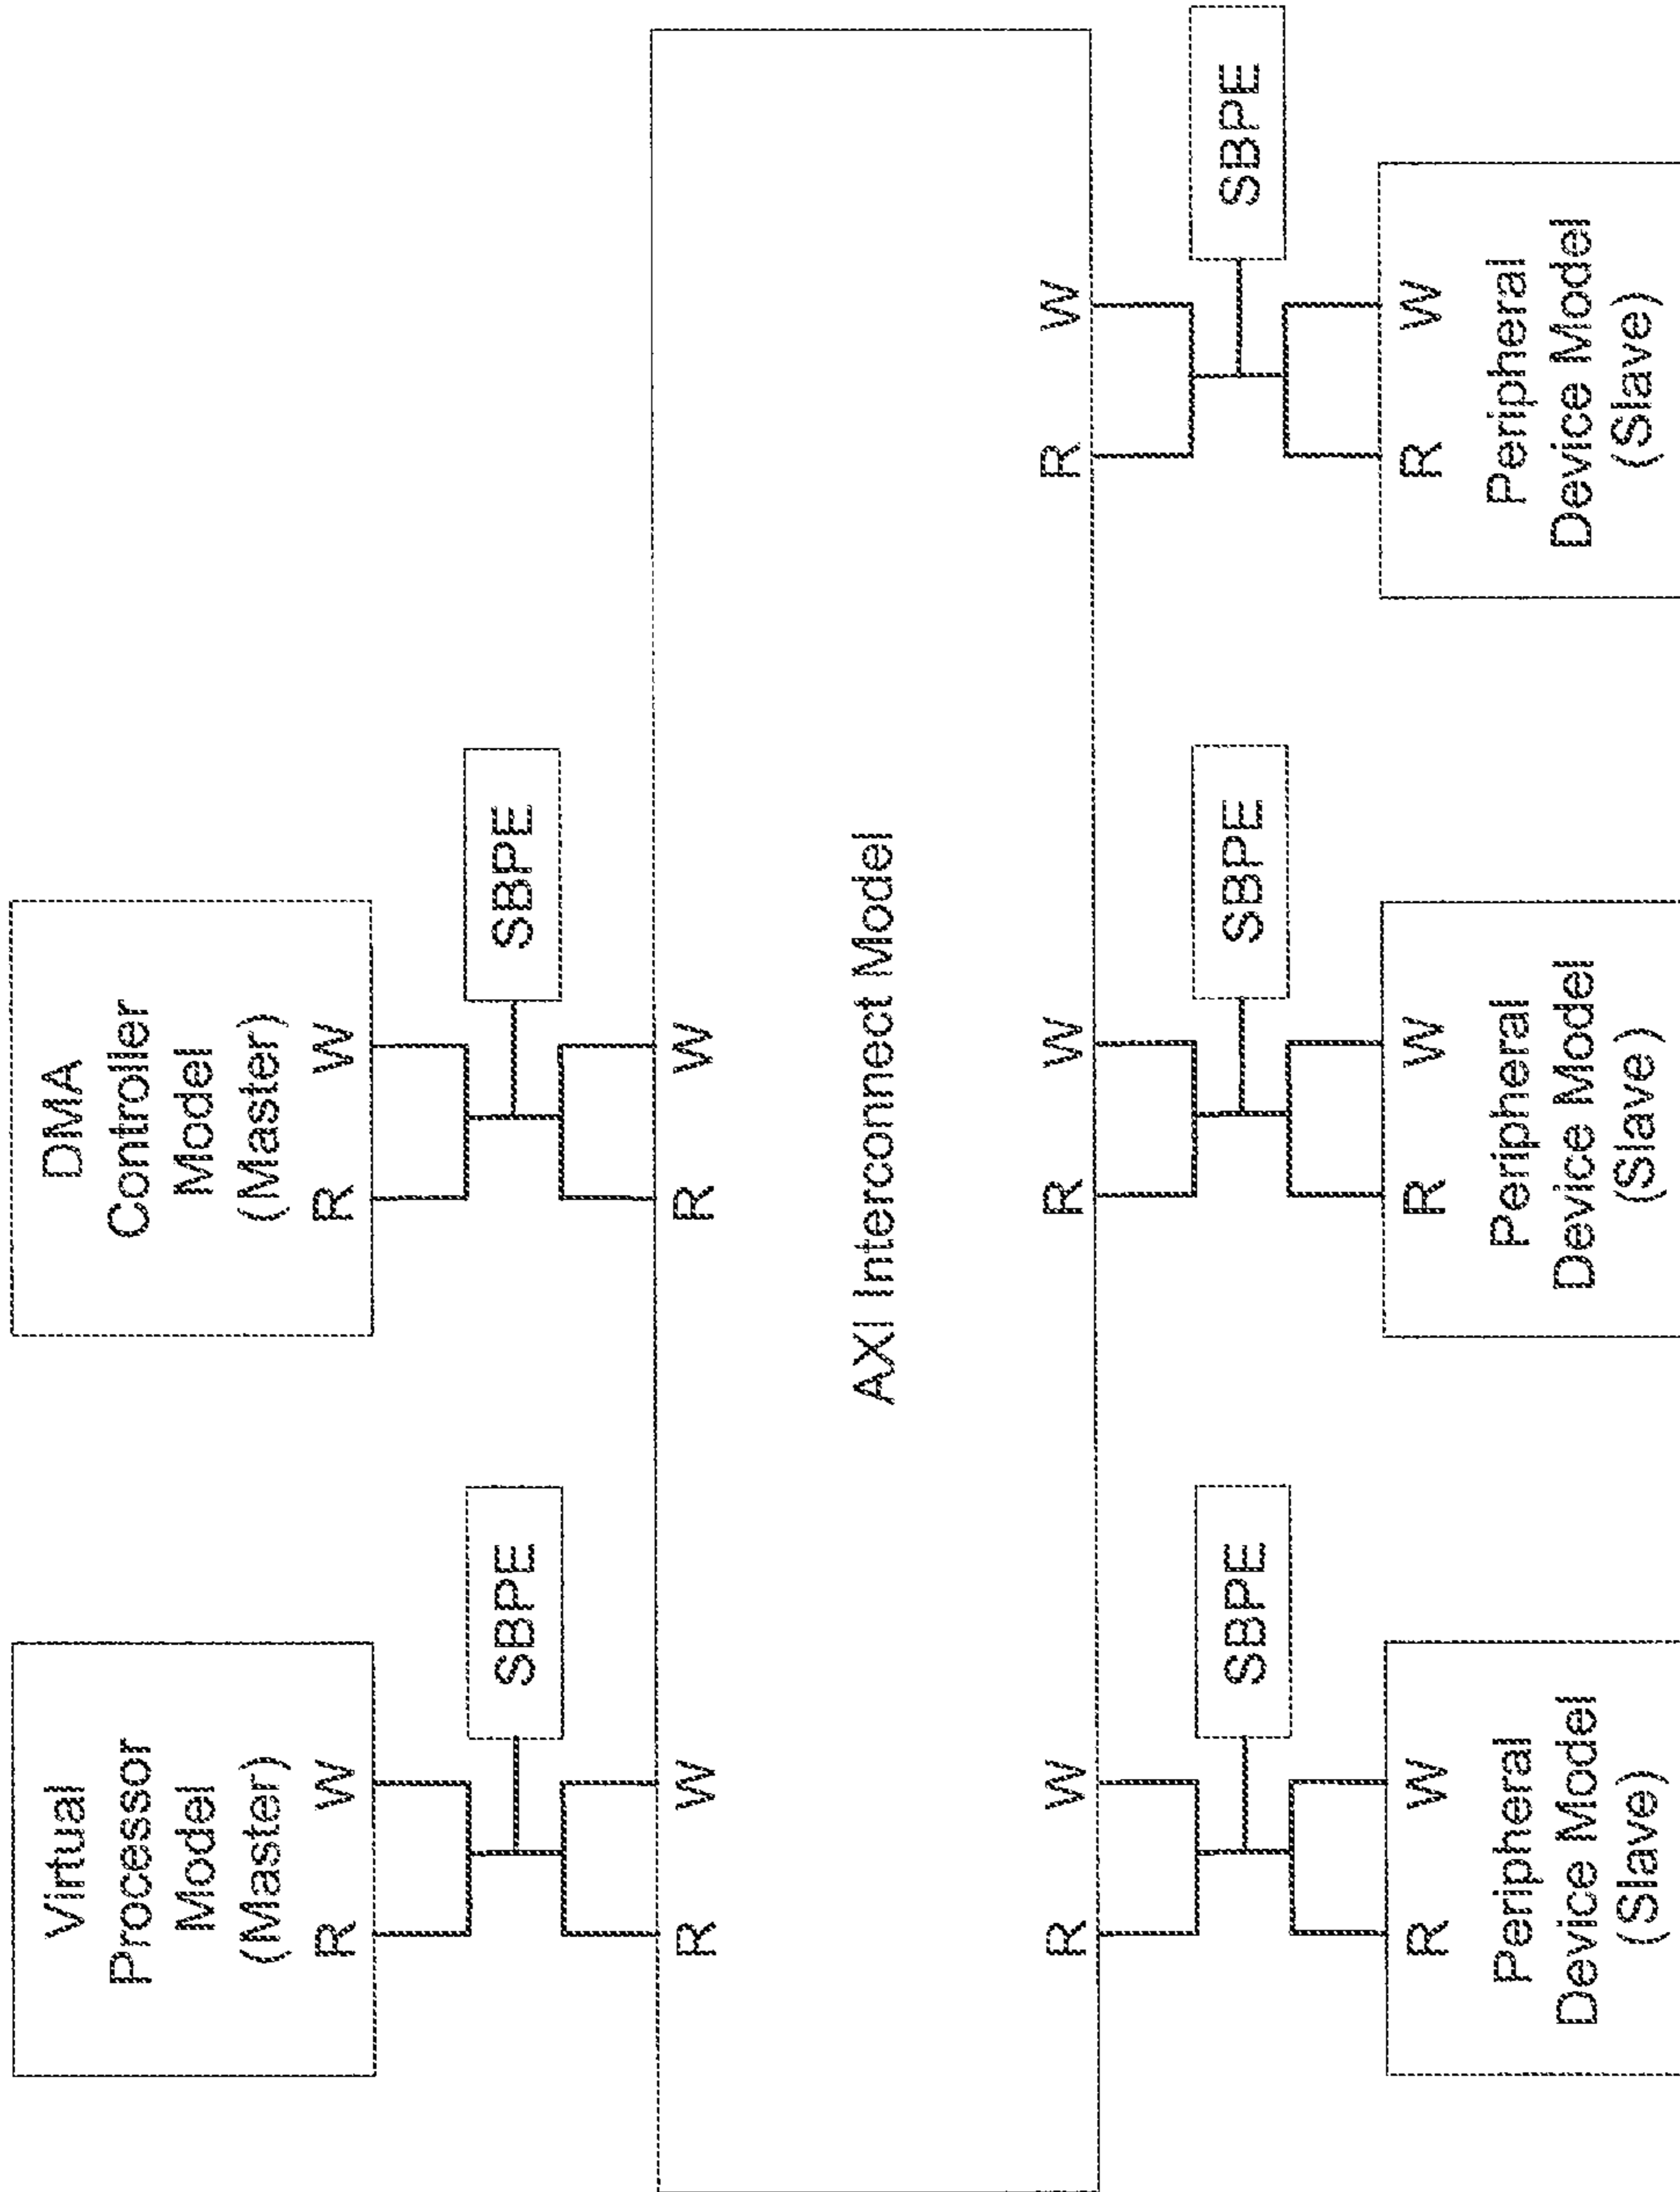 Virtual
Processor
Model
(Master)
R W
DMA
Controller
Model
(Master)
R W
SBPE
SBPE
R W
R W
AXI Interconnect Model
R W
R W
R W
SBPE
SBPE
SBPE
R W
Peripheral
Device Model
(Slave)
R W
Peripheral
Device Model
(Slave)
R W
Peripheral
Device Model
(Slave)